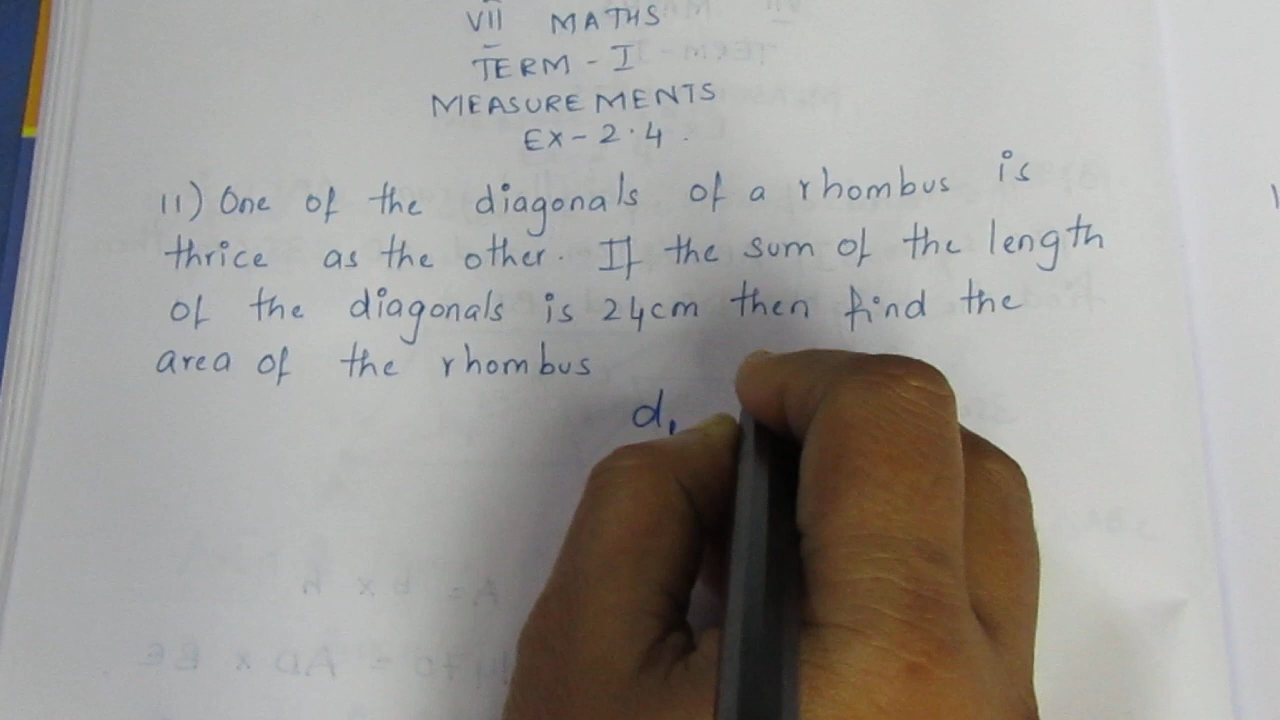 VII MATHS
TERM - I
MEASUREMENTS
EX - 2.4.
11) One of the diagonals of a rhombus is
thrice as the other. If the sum of the length
of the diagonals is 24cm then find the
area of the rhombus
d1